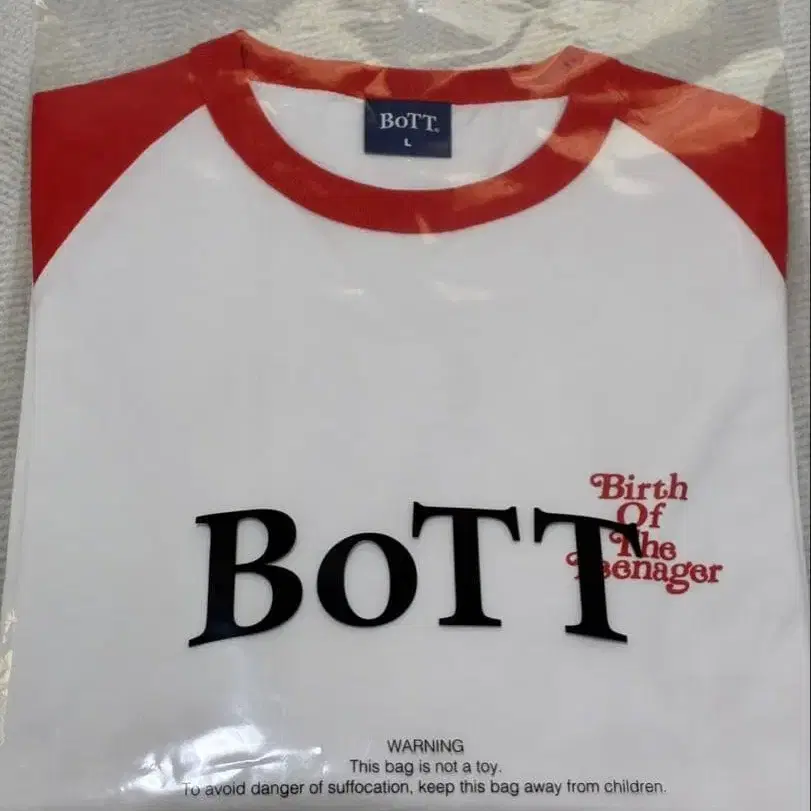 BoTT.
L
Birth
Of
The
Teenager
BoTT
WARNING
This bag is not a toy.
To avoid danger of suffocation, keep this bag away from children.